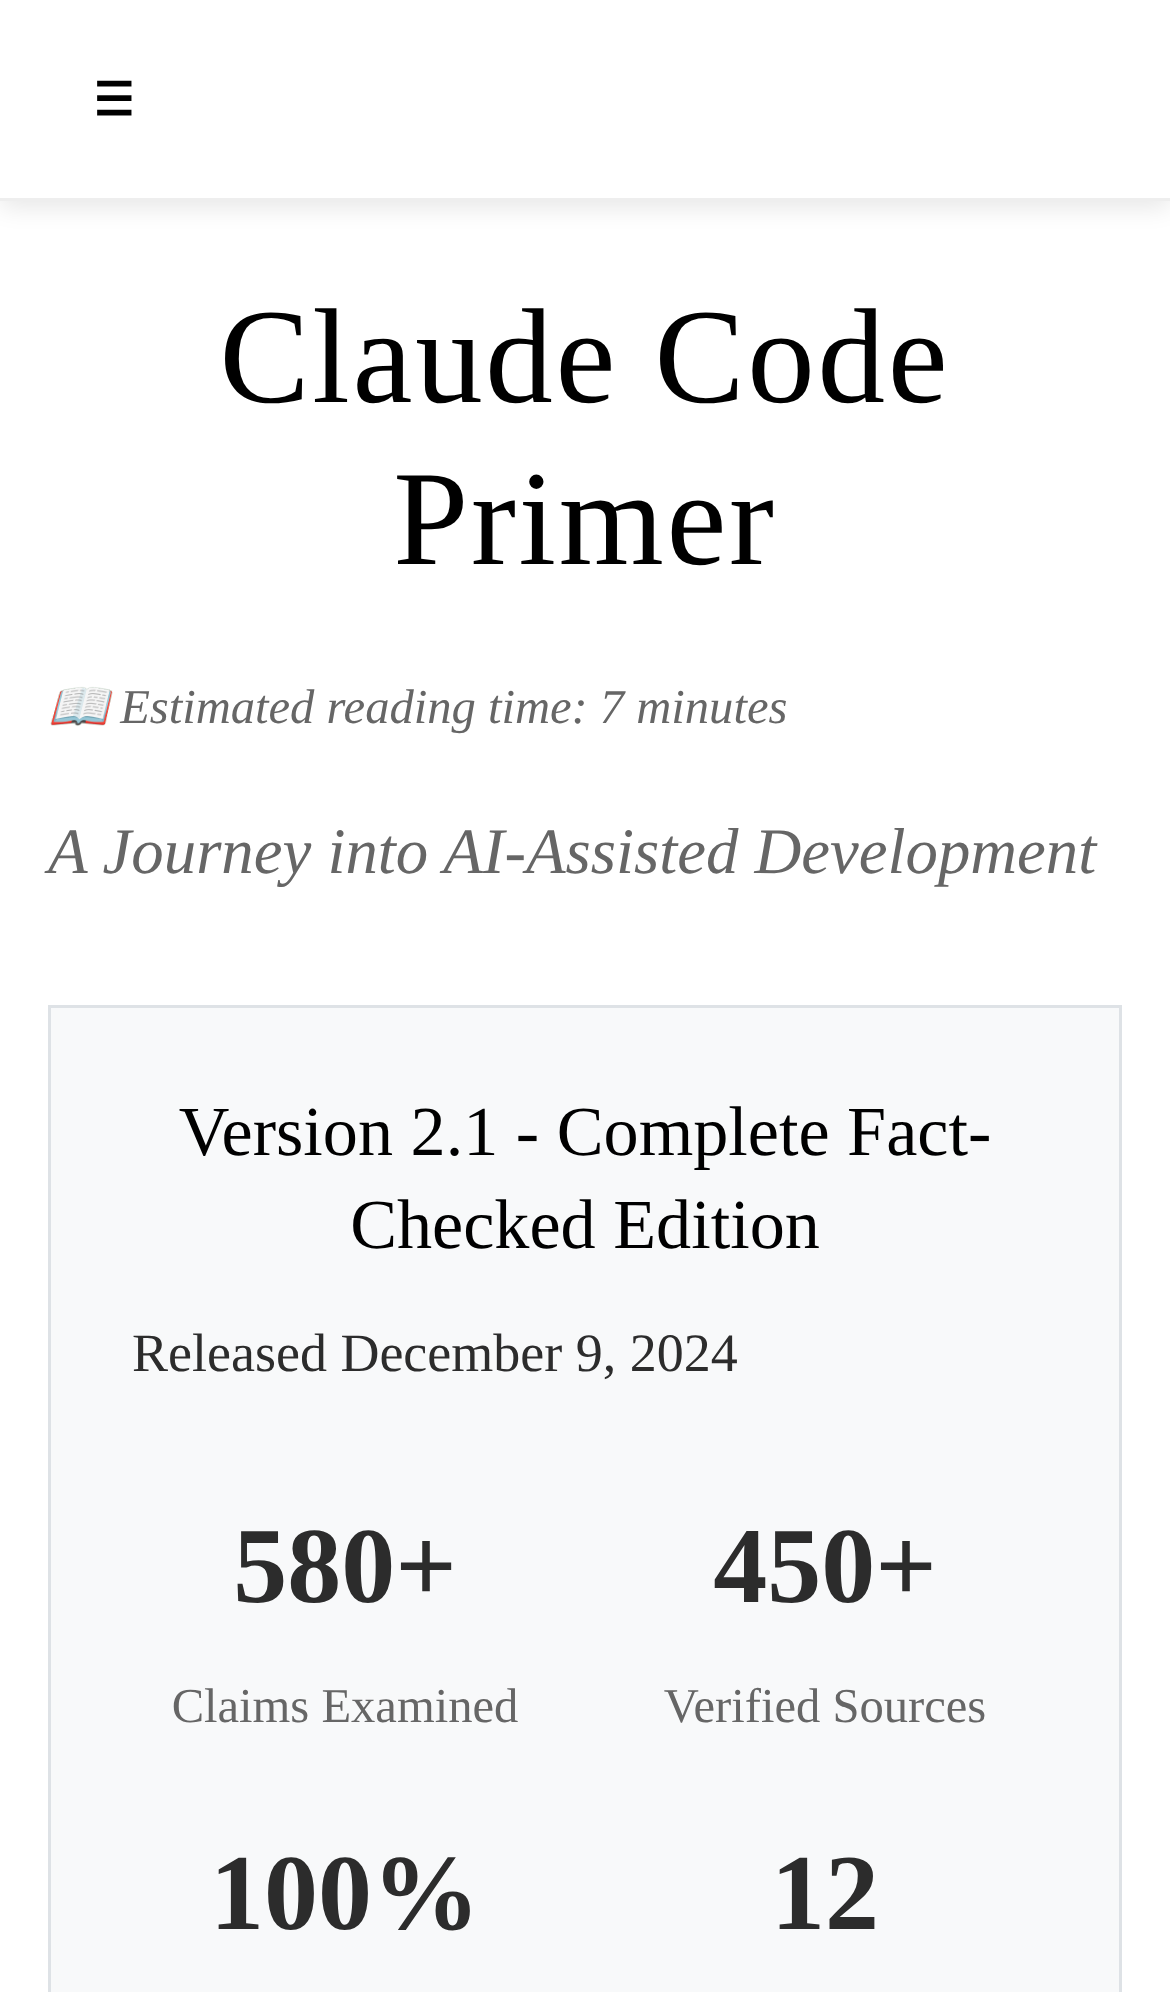 Claude Code
Primer
📖 Estimated reading time: 7 minutes
A Journey into AI-Assisted Development
Version 2.1 - Complete Fact-
Checked Edition
Released December 9, 2024
580+ 450+
Claims Examined Verified Sources
100% 12